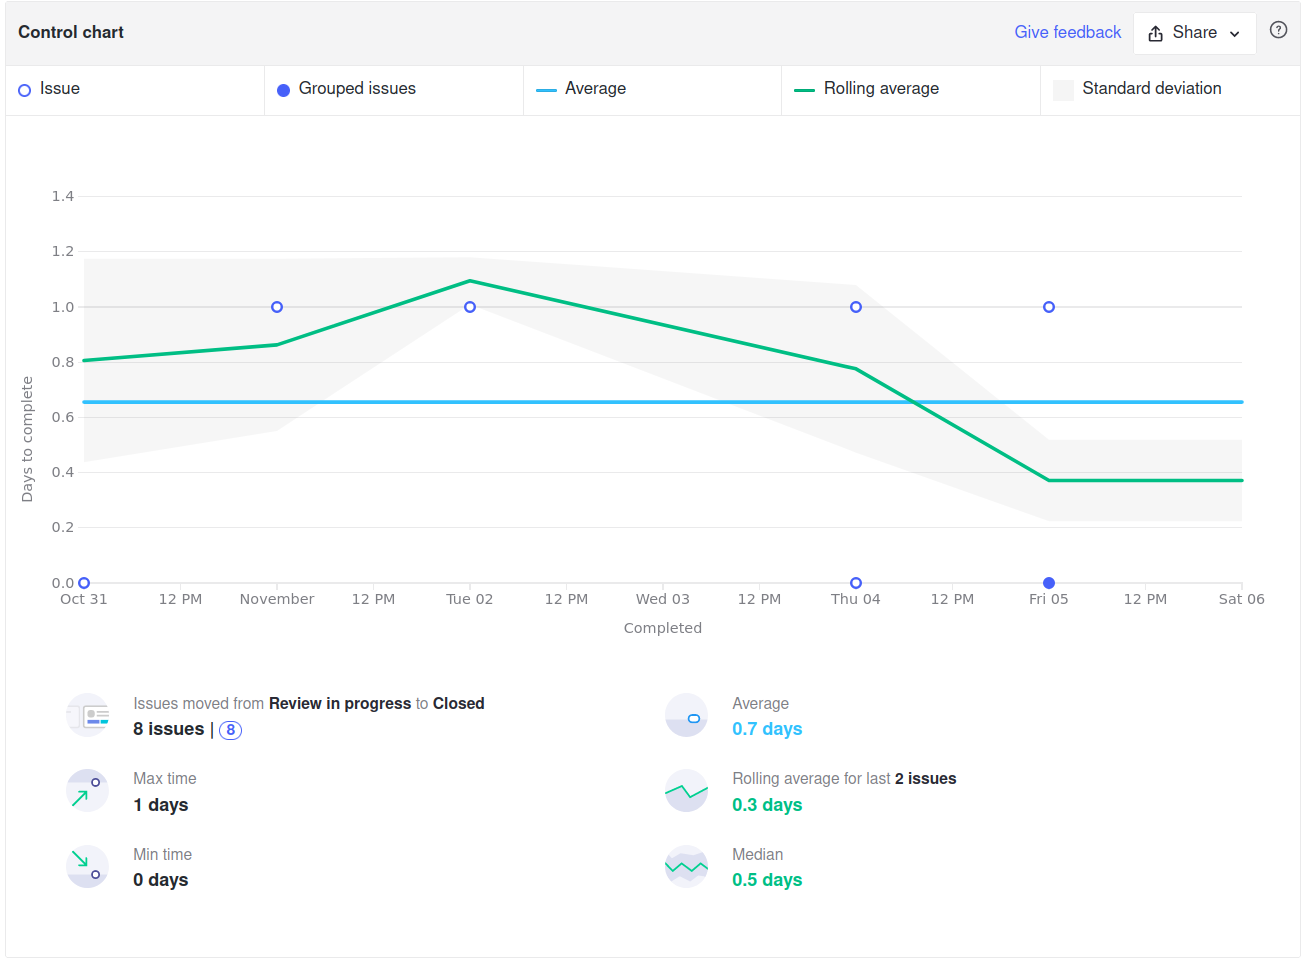 Control chart
Give feedback
Share
?
Issue
Grouped issues
Average
Rolling average
Standard deviation
1.4
1.2
1.0
0.8
0.6
0.4
0.2
0.0
Days to complete
Oct 31 12 PM November 12 PM Tue 02 12 PM Wed 03 12 PM Thu 04 12 PM Fri 05 12 PM Sat 06
Completed
Issues moved from Review in progress to Closed
8 issues | 8
Average
0.7 days
Max time
1 days
Rolling average for last 2 issues
0.3 days
Min time
0 days
Median
0.5 days